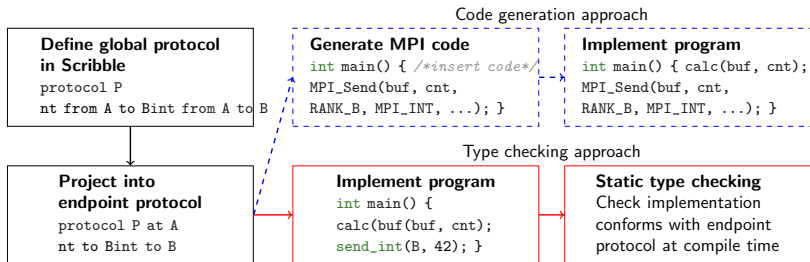 Code generation approach
Define global protocol
in Scribble
protocol P
nt from A to Bint from A to B
Generate MPI code
int main() { /*insert code*/
MPI_Send(buf, cnt,
RANK_B, MPI_INT, ...); }
Implement program
int main() { calc(buf, cnt);
MPI_Send(buf, cnt,
RANK_B, MPI_INT, ...); }
Type checking approach
Project into
endpoint protocol
protocol P at A
nt to Bint to B
Implement program
int main() {
calc(buf(buf, cnt);
send_int(B, 42); }
Static type checking
Check implementation
conforms with endpoint
protocol at compile time